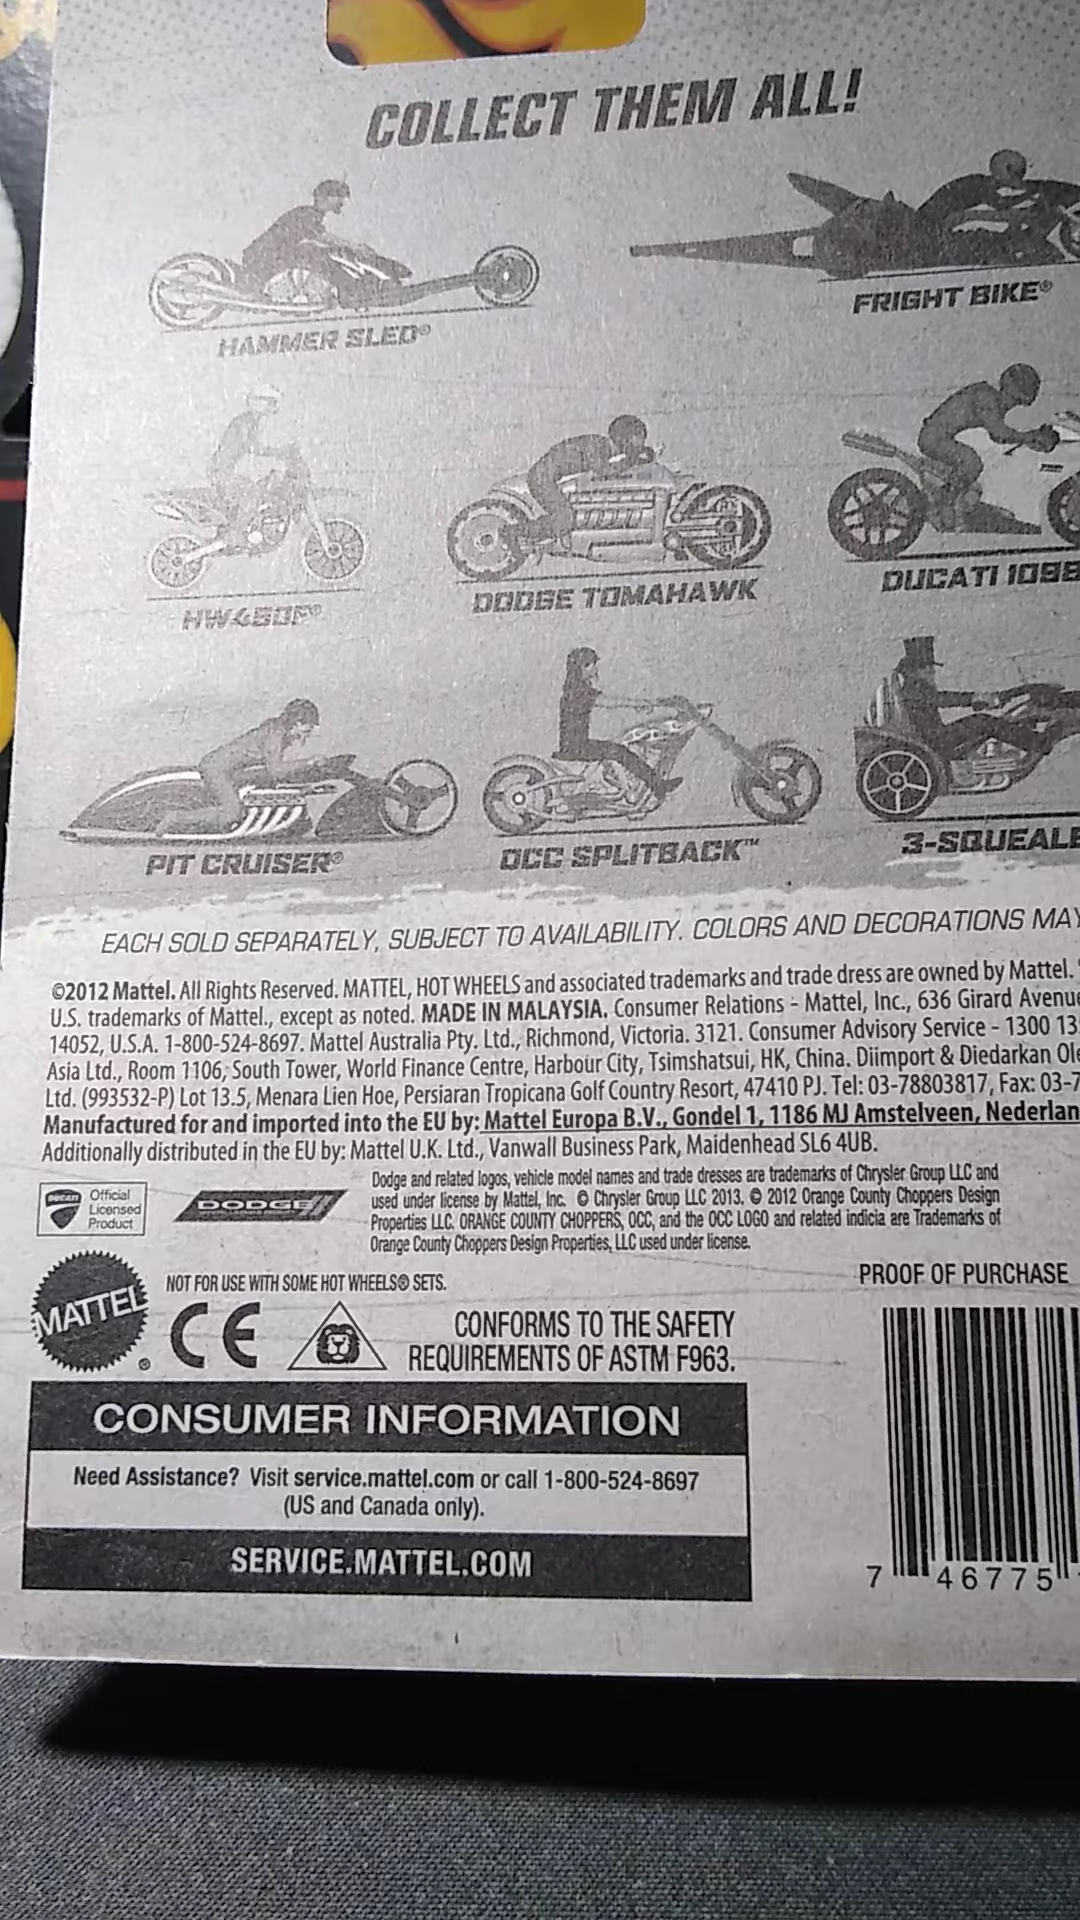 COLLECT THEM ALL!
HAMMER SLED®
FRIGHT BIKE®
HW450F®
DODGE TOMAHAWK
DUCATI 1098
PIT CRUISER®
OCC SPLITBACK™
3-SQUEALE
EACH SOLD SEPARATELY, SUBJECT TO AVAILABILITY. COLORS AND DECORATIONS MAY
©2012 Mattel. All Rights Reserved. MATTEL, HOT WHEELS and associated trademarks and trade dress are owned by Mattel.
U.S. trademarks of Mattel., except as noted. MADE IN MALAYSIA. Consumer Relations - Mattel, Inc., 636 Girard Avenue
14052, U.S.A. 1-800-524-8697. Mattel Australia Pty. Ltd., Richmond, Victoria. 3121. Consumer Advisory Service - 1300 13
Asia Ltd., Room 1106, South Tower, World Finance Centre, Harbour City, Tsimshatsui, HK, China. Diimport & Diedarkan Ole
Ltd. (993532-P) Lot 13.5, Menara Lien Hoe, Persiaran Tropicana Golf Country Resort, 47410 PJ. Tel: 03-78803817, Fax: 03-7
Manufactured for and imported into the EU by: Mattel Europa B.V., Gondel 1, 1186 MJ Amstelveen, Nederlan
Additionally distributed in the EU by: Mattel U.K. Ltd., Vanwall Business Park, Maidenhead SL6 4UB.
DUCATI
Official
Licensed
Product
DODGE
Dodge and related logos, vehicle model names and trade dresses are trademarks of Chrysler Group LLC and
used under license by Mattel, Inc. © Chrysler Group LLC 2013. © 2012 Orange County Choppers Design
Properties LLC. ORANGE COUNTY CHOPPERS, OCC, and the OCC LOGO and related indicia are Trademarks of
Orange County Choppers Design Properties, LLC used under license.
MATTEL®
NOT FOR USE WITH SOME HOT WHEELS® SETS.
CE
CONFORMS TO THE SAFETY
REQUIREMENTS OF ASTM F963.
PROOF OF PURCHASE
CONSUMER INFORMATION
Need Assistance? Visit service.mattel.com or call 1-800-524-8697
(US and Canada only).
SERVICE.MATTEL.COM
7 46775